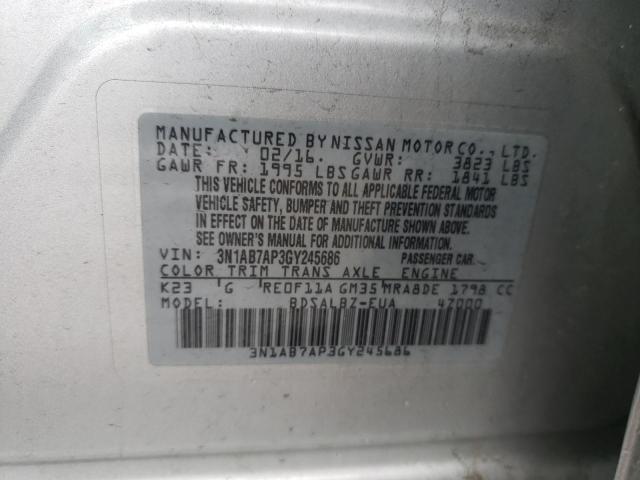 MANUFACTURED BY NISSAN MOTOR CO., LTD.
DATE: 02/16. GVWR: 3823 LBS
GAWR FR: 1995 LBS GAWR RR: 1841 LBS
THIS VEHICLE CONFORMS TO ALL APPLICABLE FEDERAL MOTOR
VEHICLE SAFETY, BUMPER AND THEFT PREVENTION STANDARDS
IN EFFECT ON THE DATE OF MANUFACTURE SHOWN ABOVE.
SEE OWNER'S MANUAL FOR ADDITIONAL INFORMATION.
VIN: 3N1AB7AP3GY245686 PASSENGER CAR
COLOR TRIM TRANS AXLE ENGINE
K23 G RE0F11A GM35 MRA8DE 1798 CC
MODEL: BDSALBZ-EUA 4Z000
3N1AB7AP3GY245686